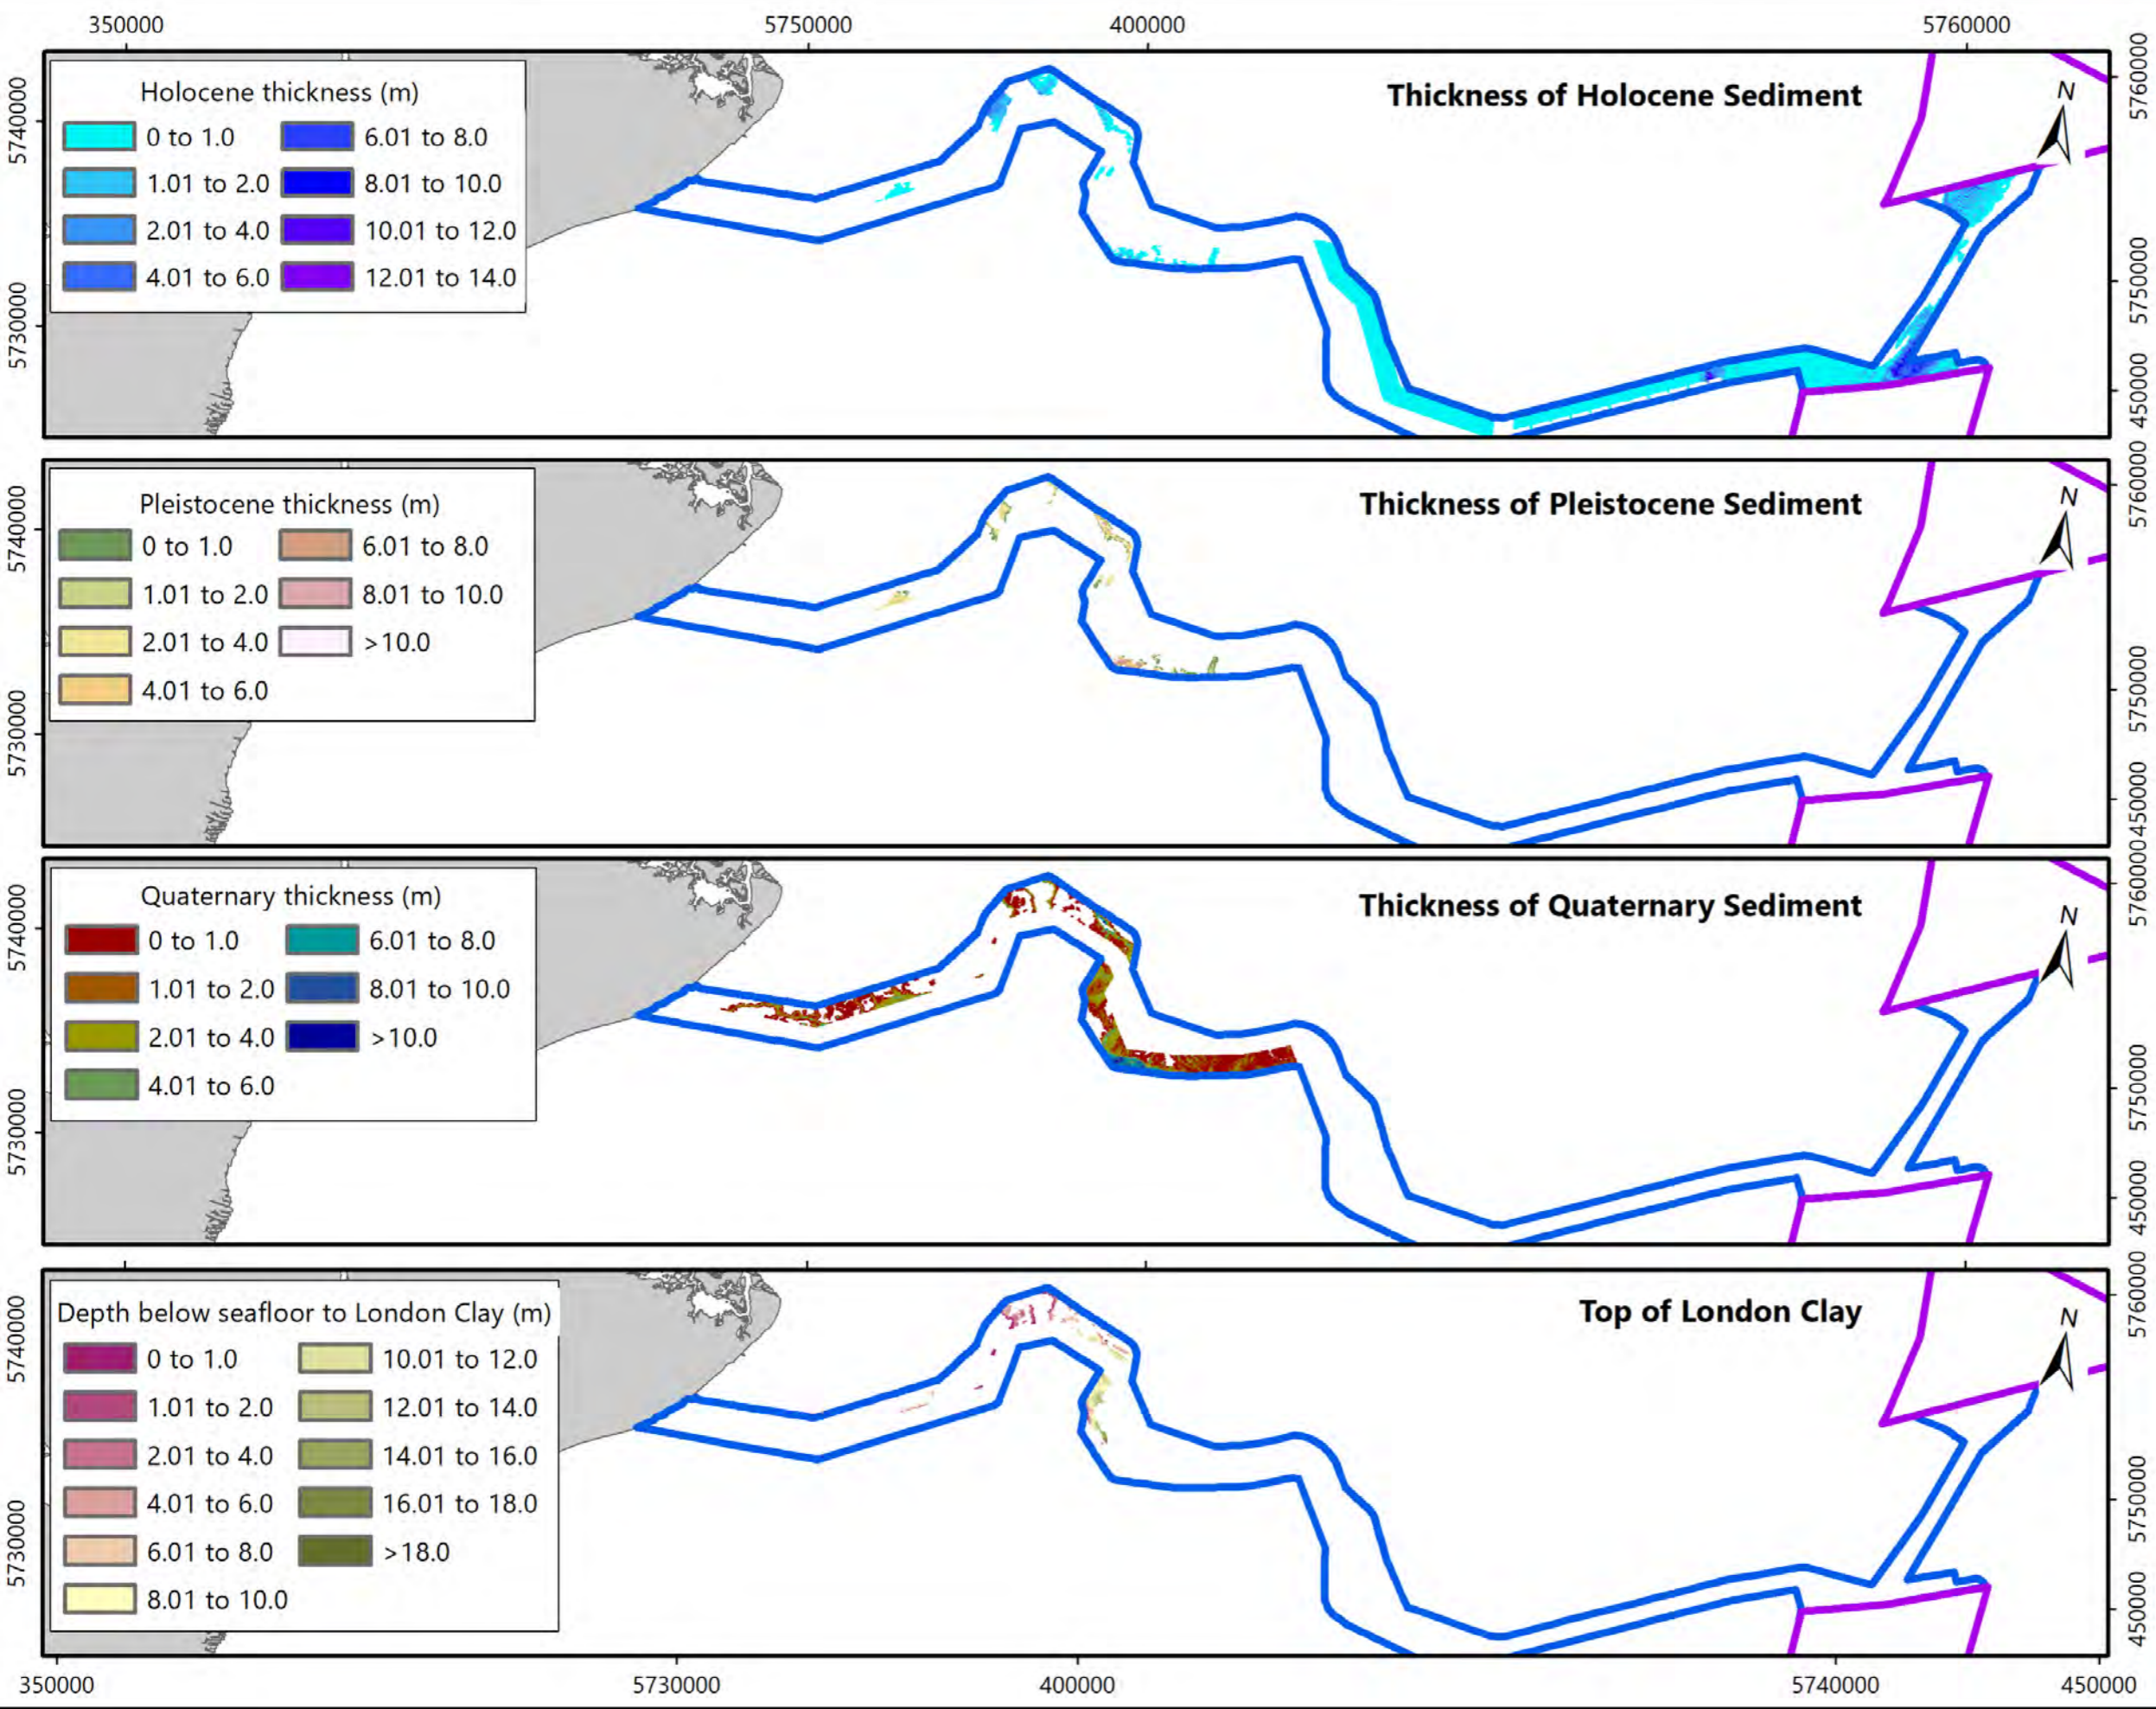 350000 5750000 400000 5760000
Thickness of Holocene Sediment
N
Holocene thickness (m)
0 to 1.0 6.01 to 8.0
1.01 to 2.0 8.01 to 10.0
2.01 to 4.0 10.01 to 12.0
4.01 to 6.0 12.01 to 14.0
5740000
5730000
5760000
5750000
450000
Thickness of Pleistocene Sediment
N
Pleistocene thickness (m)
0 to 1.0 6.01 to 8.0
1.01 to 2.0 8.01 to 10.0
2.01 to 4.0 >10.0
4.01 to 6.0
5740000
5730000
5760000
5750000
450000
Thickness of Quaternary Sediment
N
Quaternary thickness (m)
0 to 1.0 6.01 to 8.0
1.01 to 2.0 8.01 to 10.0
2.01 to 4.0 >10.0
4.01 to 6.0
5740000
5730000
5760000
5750000
450000
Top of London Clay
N
Depth below seafloor to London Clay (m)
0 to 1.0 10.01 to 12.0
1.01 to 2.0 12.01 to 14.0
2.01 to 4.0 14.01 to 16.0
4.01 to 6.0 16.01 to 18.0
6.01 to 8.0 >18.0
8.01 to 10.0
5740000
5730000
5760000
5750000
450000
350000 5730000 400000 5740000 450000